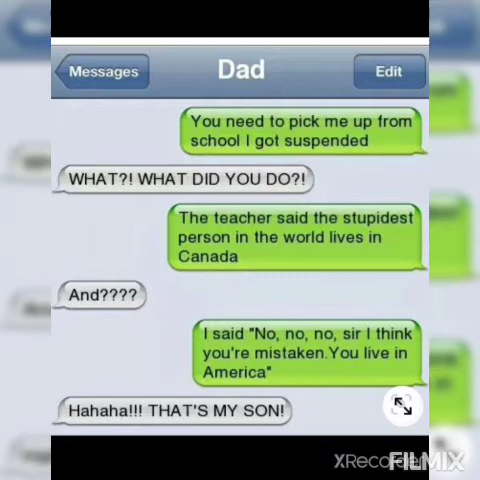 Messages
Dad
Edit
You need to pick me up from
school I got suspended
WHAT?! WHAT DID YOU DO?!
The teacher said the stupidest
person in the world lives in
Canada
And????
I said "No, no, no, sir I think
you're mistaken.You live in
America"
Hahaha!!! THAT'S MY SON!
XRecorder
FILMIX